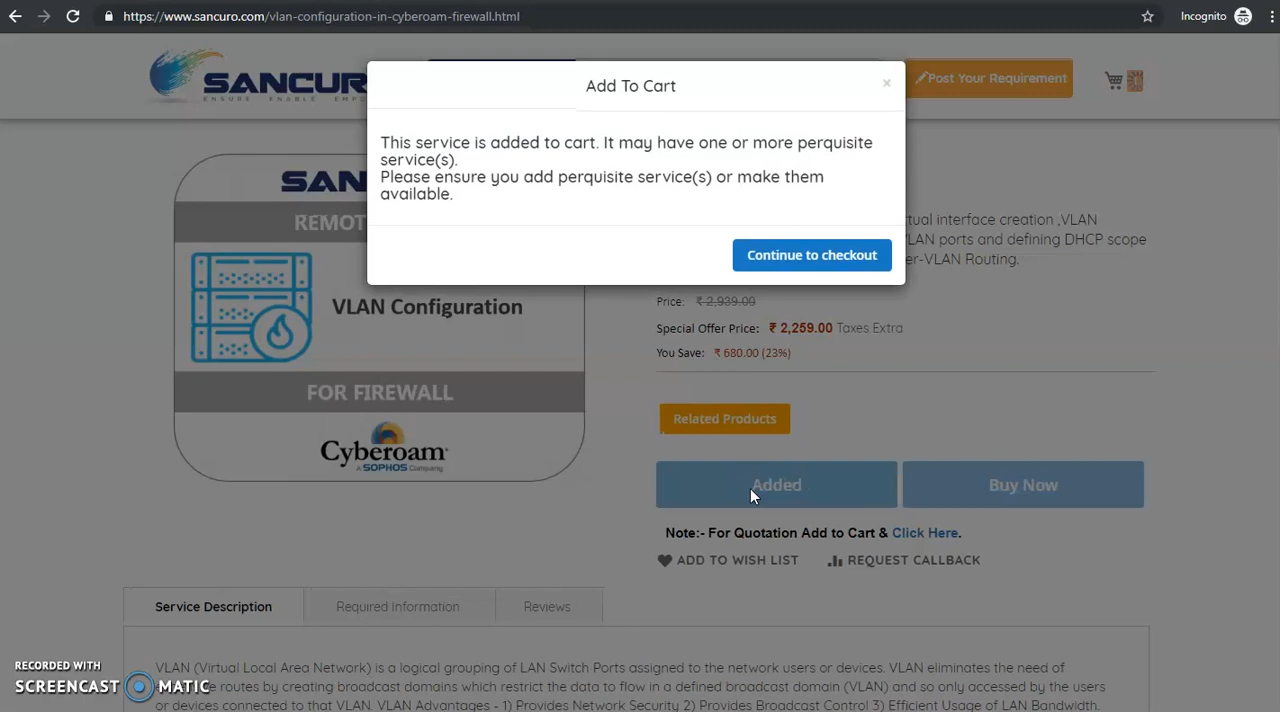 https://www.sancuro.com/vlan-configuration-in-cyberoam-firewall.html
Incognito
SANCURO
Post Your Requirement
Add To Cart
×
This service is added to cart. It may have one or more perquisite
service(s).
Please ensure you add perquisite service(s) or make them
available.
Continue to checkout
SAN
REMOT
VLAN Configuration
FOR FIREWALL
Cyberoam
A SOPHOS Company
tual interface creation ,VLAN
VLAN ports and defining DHCP scope
er-VLAN Routing.
Price: ₹ 2,939.00
Special Offer Price: ₹ 2,259.00 Taxes Extra
You Save: ₹ 680.00 (23%)
Related Products
Added
Buy Now
Note:- For Quotation Add to Cart & Click Here.
ADD TO WISH LIST
REQUEST CALLBACK
Service Description
Required Information
Reviews
VLAN (Virtual Local Area Network) is a logical grouping of LAN Switch Ports assigned to the network users or devices. VLAN eliminates the need of
routes by creating broadcast domains which restrict the data to flow in a defined broadcast domain (VLAN) and so only accessed by the users
or devices connected to that VLAN. VLAN Advantages - 1) Provides Network Security 2) Provides Broadcast Control 3) Efficient Usage of LAN Bandwidth.
RECORDED WITH
SCREENCAST MATIC